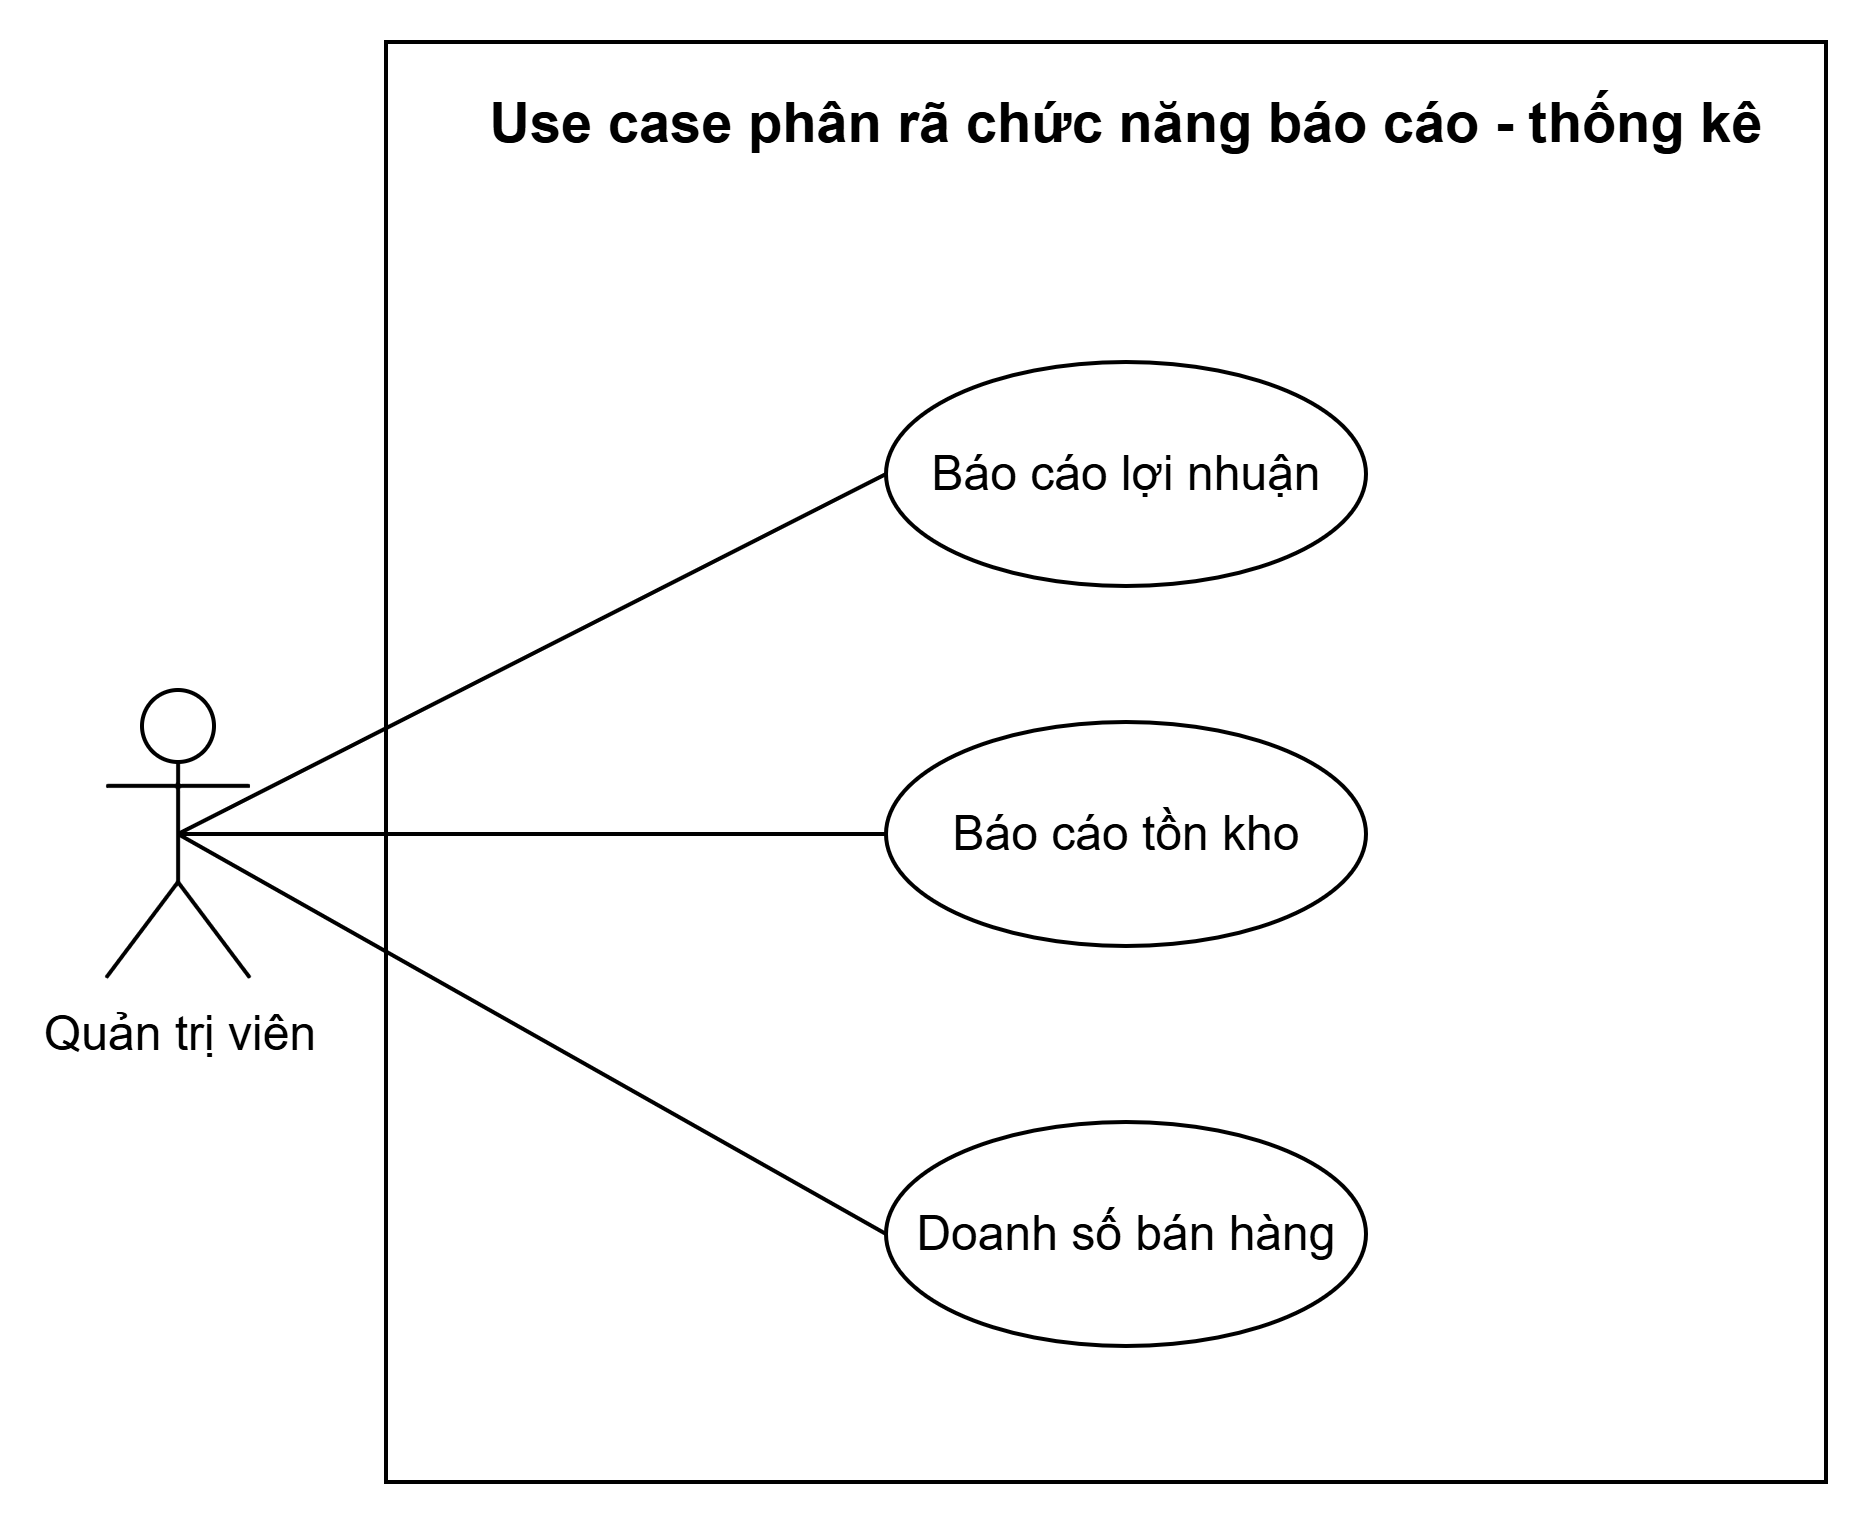 Use case phân rã chức năng báo cáo - thống kê
Báo cáo lợi nhuận
Báo cáo tồn kho
Quản trị viên
Doanh số bán hàng